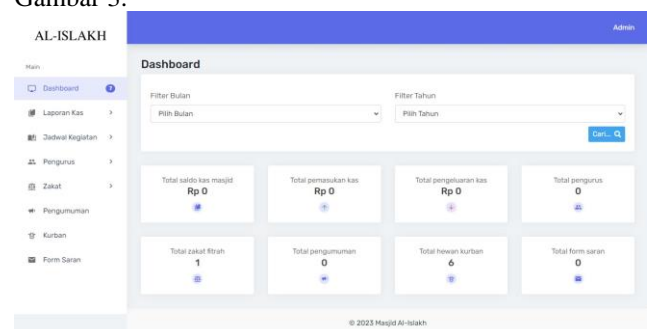 Gambar 3.
AL-ISLAKH
Admin
Main
Dashboard
Laporan Kas
Jadwal Kegiatan
Pengurus
Zakat
Pengumuman
Kurban
Form Saran
Dashboard
Filter Bulan
Pilih Bulan
Filter Tahun
Pilih Tahun
Cari...
Total saldo kas masjid
Rp 0
Total pemasukan kas
Rp 0
Total pengeluaran kas
Rp 0
Total pengurus
0
Total zakat fitrah
1
Total pengumuman
0
Total hewan kurban
6
Total form saran
0
© 2023 Masjid Al-Islakh